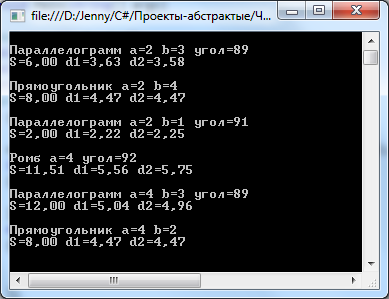 file:///D:/Jenny/C#/Проекты-абстрактые/Ч...
Параллелограмм a=2 b=3 угол=89
S=6,00 d1=3,63 d2=3,58
Прямоугольник a=2 b=4
S=8,00 d1=4,47 d2=4,47
Параллелограмм a=2 b=1 угол=91
S=2,00 d1=2,22 d2=2,25
Ромб a=4 угол=92
S=11,51 d1=5,56 d2=5,75
Параллелограмм a=4 b=3 угол=89
S=12,00 d1=5,04 d2=4,96
Прямоугольник a=4 b=2
S=8,00 d1=4,47 d2=4,47